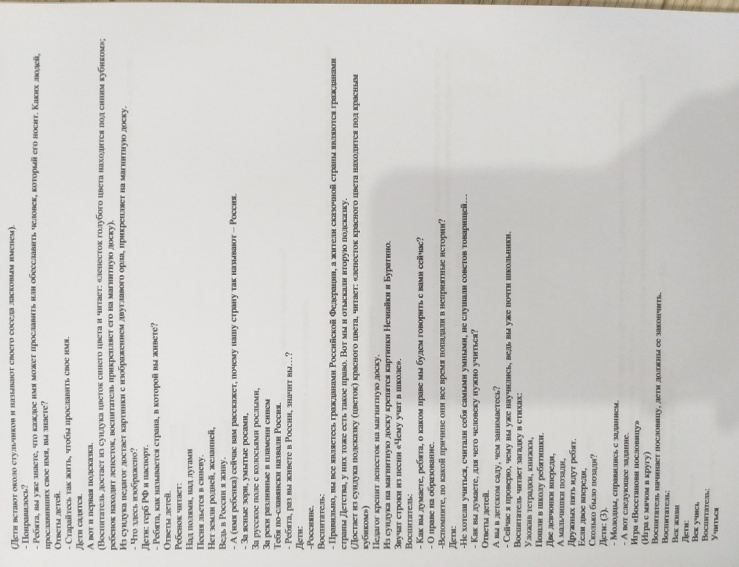 (Дети встают около стульчиков и называют своего соседа ласковым именем).
- Понравилось?
- Ребята, вы уже знаете, что каждое имя может прославить или обесславить человек, который его носит. Каких людей,
прославивших свое имя, вы знаете?
Ответы детей.
- Старайтесь так жить, чтобы прославить свое имя.
Дети садятся.
А вот и первая подсказка.
(Воспитатель достает из сундука цветок синего цвета и читает: «лепесток голубого цвета находится под синим кубиком»;
ребенок находит лепесток, воспитатель прикрепляет его на магнитную доску).
Из сундука педагог достает картинки с изображением двуглавого орла, прикрепляет на магнитную доску.
- Что здесь изображено?
Дети: герб РФ и паспорт.
- Ребята, как называется страна, в которой вы живете?
Ответы детей.
Ребенок читает:
Над полями, над лугами
Песня льется в синеву.
Нет земли родней, желанней,
Ведь в России я живу.
- А (имя ребенка) сейчас вам расскажет, почему нашу страну так называют – Россия.
За ясные зори, умытые росами,
За русское поле с колосьями рослыми,
За реки разливные в пламени синем
Тебя по-славянски назвали Россия.
- Ребята, раз вы живете в России, значит вы…?
Дети:
-Россияне.
Воспитатель:
- Правильно, мы все являетесь гражданами Российской Федерации, а жители сказочной страны являются гражданами
страны Детства, у них тоже есть такое право. Вот мы и отыскали вторую подсказку.
(Достает из сундука подсказку (цветок) красного цвета, читает: «лепесток красного цвета находится под красным
кубиком»)
Педагог крепит лепесток на магнитную доску.
Из сундука на магнитную доску крепятся картинки Незнайки и Буратино.
Звучат строки из песни «Чему учат в школе».
Воспитатель:
- Как вы думаете, ребята, о каком праве мы будем говорить с вами сейчас?
О праве на образование.
-Вспомните, по какой причине они все время попадали в неприятные истории?
Дети:
-Не хотели учиться, считали себя самыми умными, не слушали советов товарищей…
- Как вы думаете, для чего человеку нужно учиться?
Ответы детей.
А вы в детском саду, чем занимаетесь?
- Сейчас я проверю, чему вы уже научились, ведь вы уже почти школьники.
Воспитатель читает загадку в стихах:
Уложив тетрадки, книжки,
Пошли в школу ребятишки.
Две девчонки впереди,
А мальчишки позади,
Дружных пять идут ребят.
Если двое впереди,
Сколько было позади?
Дети: (3).
- Молодцы, справились с заданием.
- А вот следующее задание.
Игра «Восстанови пословицу»
(Игра с мячом в кругу)
Воспитатель начинает пословицу, дети должны ее закончить.
Воспитатель:
Век живи
Дети:
Век учись.
Воспитатель:
Учиться